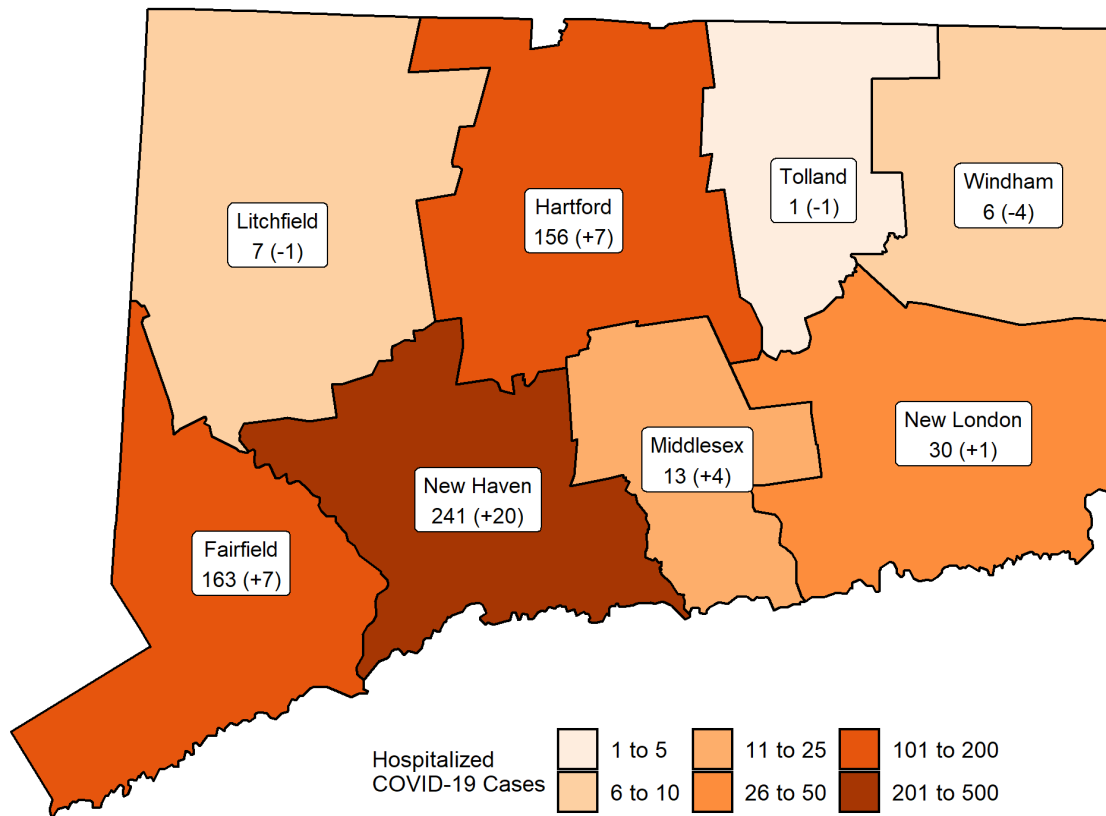 Tolland
1 (-1)
Windham
6 (-4)
Litchfield
7 (-1)
Hartford
156 (+7)
New London
30 (+1)
Middlesex
13 (+4)
New Haven
241 (+20)
Fairfield
163 (+7)
Hospitalized
COVID-19 Cases
1 to 5
11 to 25
101 to 200
6 to 10
26 to 50
201 to 500